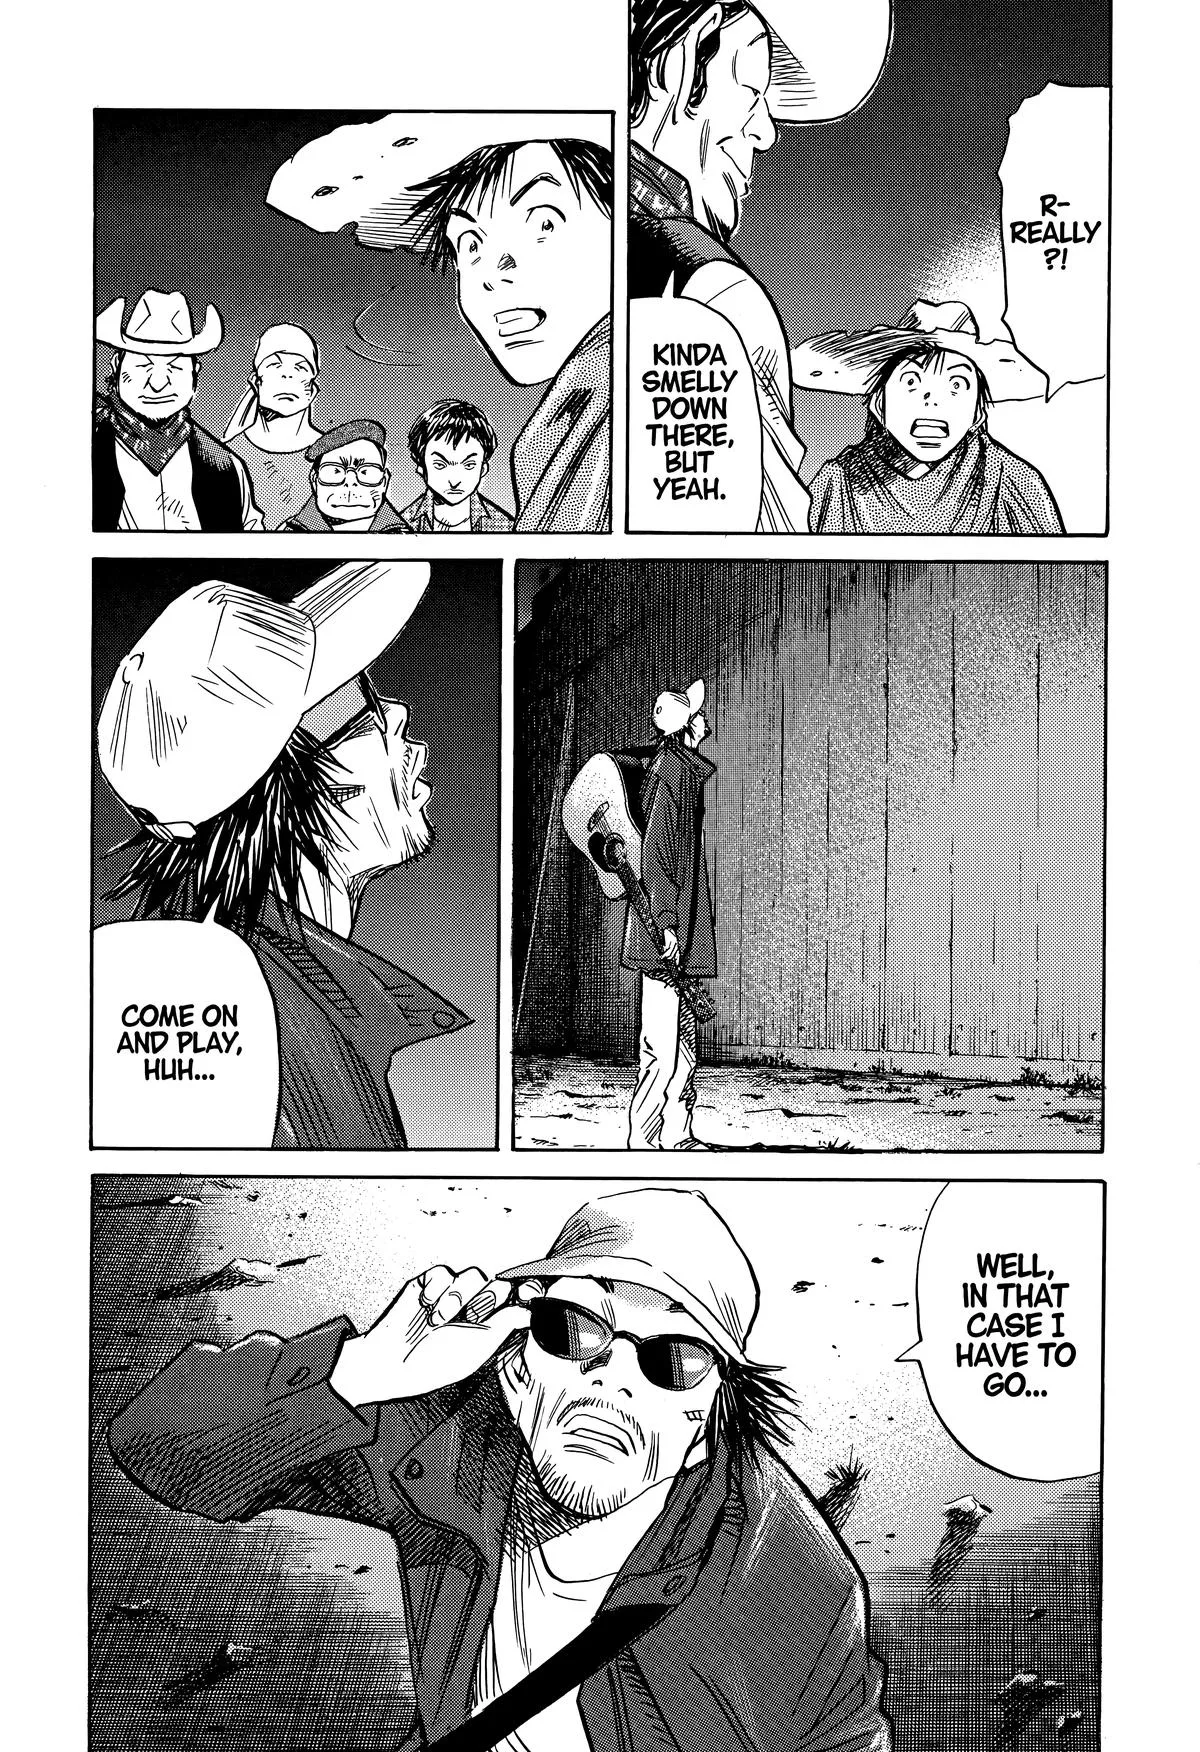 R-
REALLY
?!
KINDA
SMELLY
DOWN
THERE,
BUT
YEAH.
COME ON
AND PLAY,
HUH...
WELL,
IN THAT
CASE I
HAVE TO
GO...